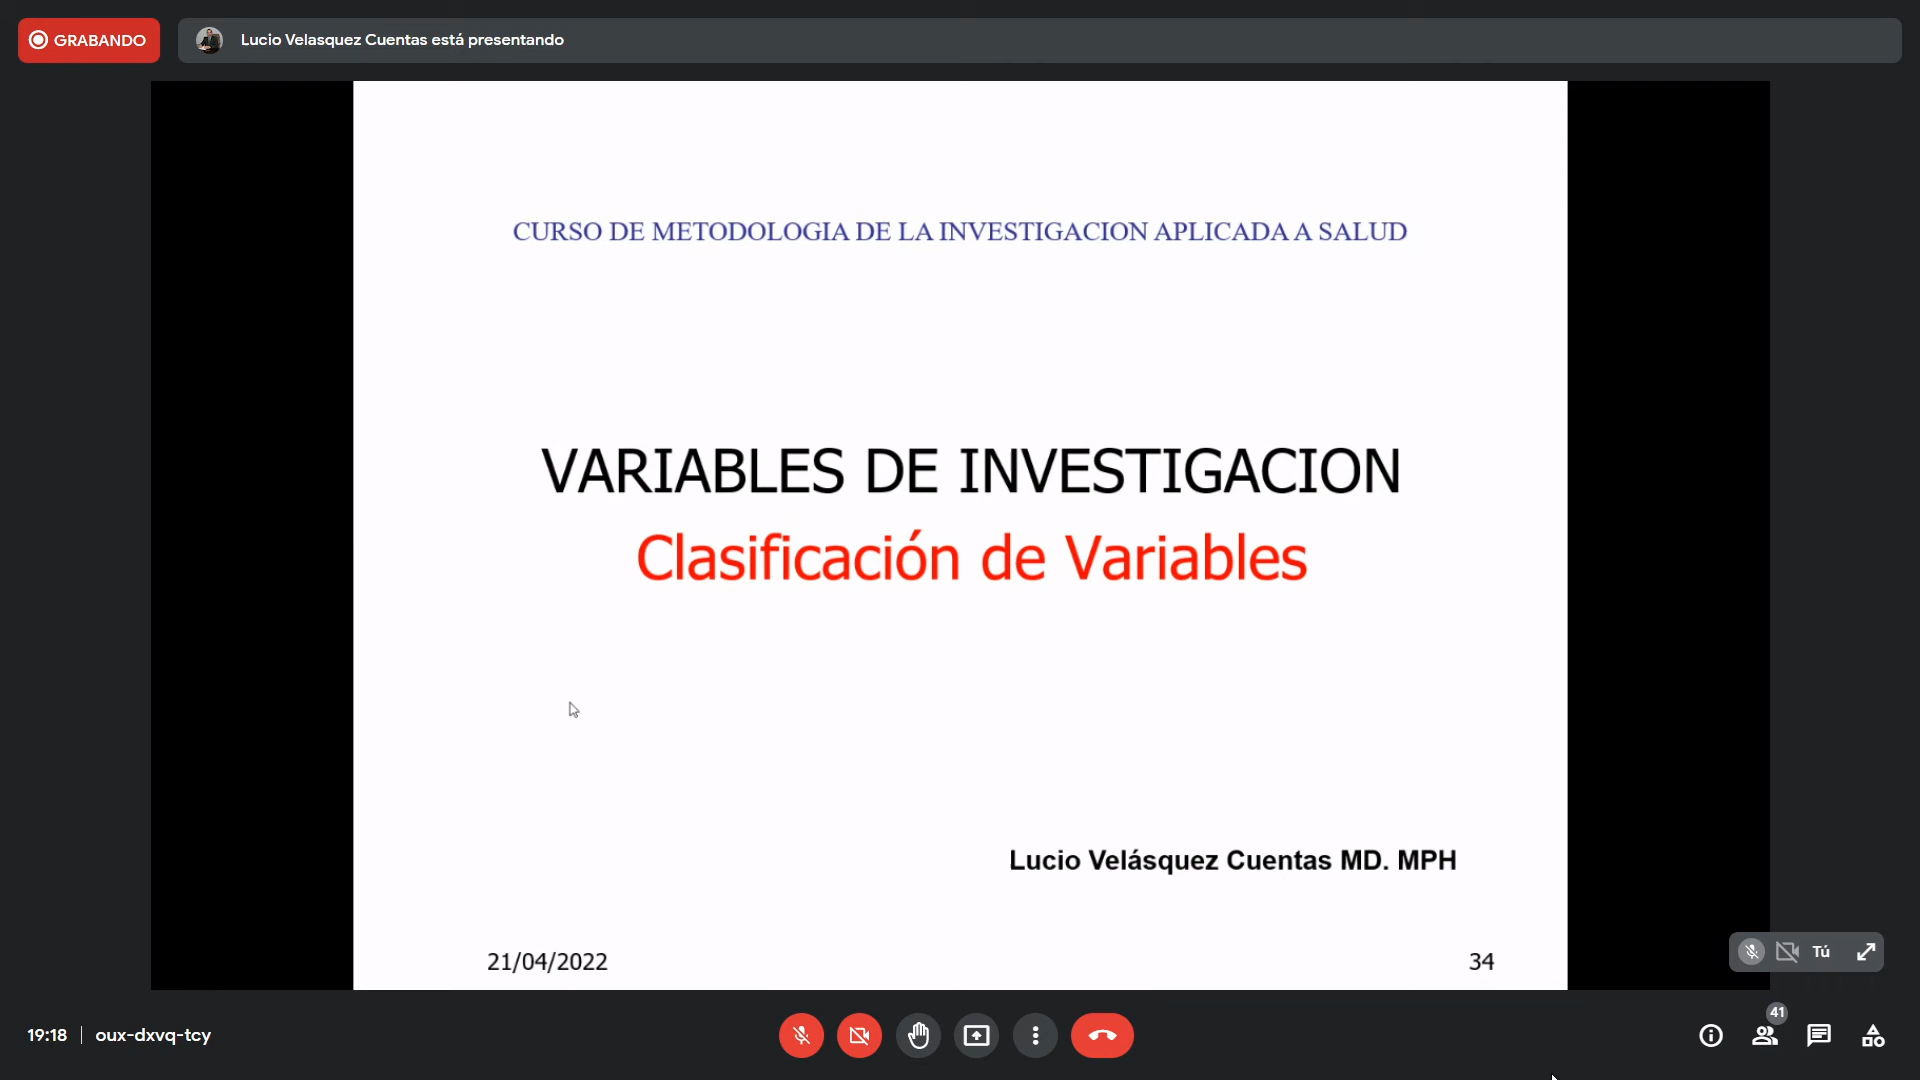 GRABANDO
Lucio Velasquez Cuentas está presentando
CURSO DE METODOLOGIA DE LA INVESTIGACION APLICADA A SALUD
VARIABLES DE INVESTIGACION
Clasificación de Variables
Lucio Velásquez Cuentas MD. MPH
21/04/2022
34
Tú
41
19:18
oux-dxvq-tcy